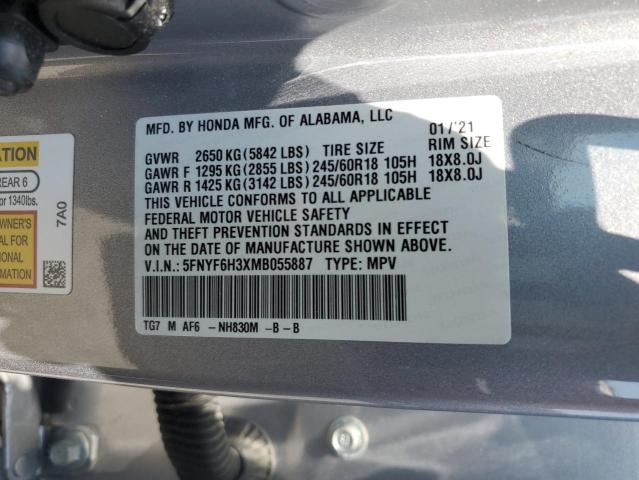 MFD. BY HONDA MFG. OF ALABAMA, LLC 01/'21
GVWR 2650 KG(5842 LBS) TIRE SIZE RIM SIZE
GAWR F 1295 KG(2855 LBS) 245/60R18 105H 18X8.0J
GAWR R 1425 KG(3142 LBS) 245/60R18 105H 18X8.0J
THIS VEHICLE CONFORMS TO ALL APPLICABLE
FEDERAL MOTOR VEHICLE SAFETY
AND THEFT PREVENTION STANDARDS IN EFFECT
ON THE DATE OF MANUFACTURE SHOWN ABOVE.
V.I.N.: 5FNYF6H3XMB055887 TYPE: MPV
TG7 M AF6 -NH830M -B -B
ATION
REAR 6
r 1340lbs.
WNER'S
AL FOR
IONAL
ATION
7A0